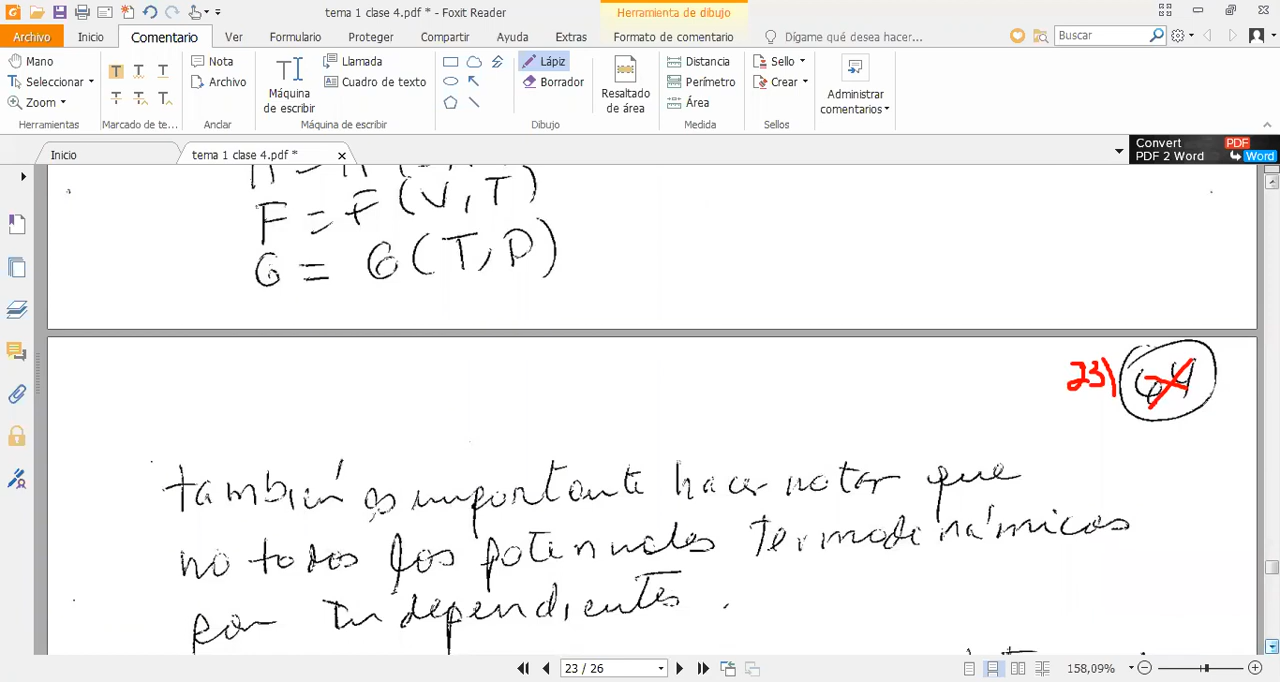 tema 1 clase 4.pdf * - Foxit Reader
Herramienta de dibujo
Archivo Inicio Comentario Ver Formulario Proteger Compartir Ayuda Extras Formato de comentario Dígame qué desea hacer... Buscar
Mano
Seleccionar
Zoom
Herramientas
T T T
T T T
Marcado de te...
Nota
Archivo
Anclar
Máquina
de escribir
Llamada
Cuadro de texto
Máquina de escribir
Lápiz
Borrador
Dibujo
Resaltado
de área
Distancia
Perímetro
Área
Medida
Sello
Crear
Sellos
Administrar
comentarios
Inicio
tema 1 clase 4.pdf *
Convert PDF
PDF 2 Word Word
F = F (V, T)
G = G (T, P)
23) 64
también es importante hacer notar que
no todos los potenciales termodinámicos
son independientes.
23 / 26
158,09%